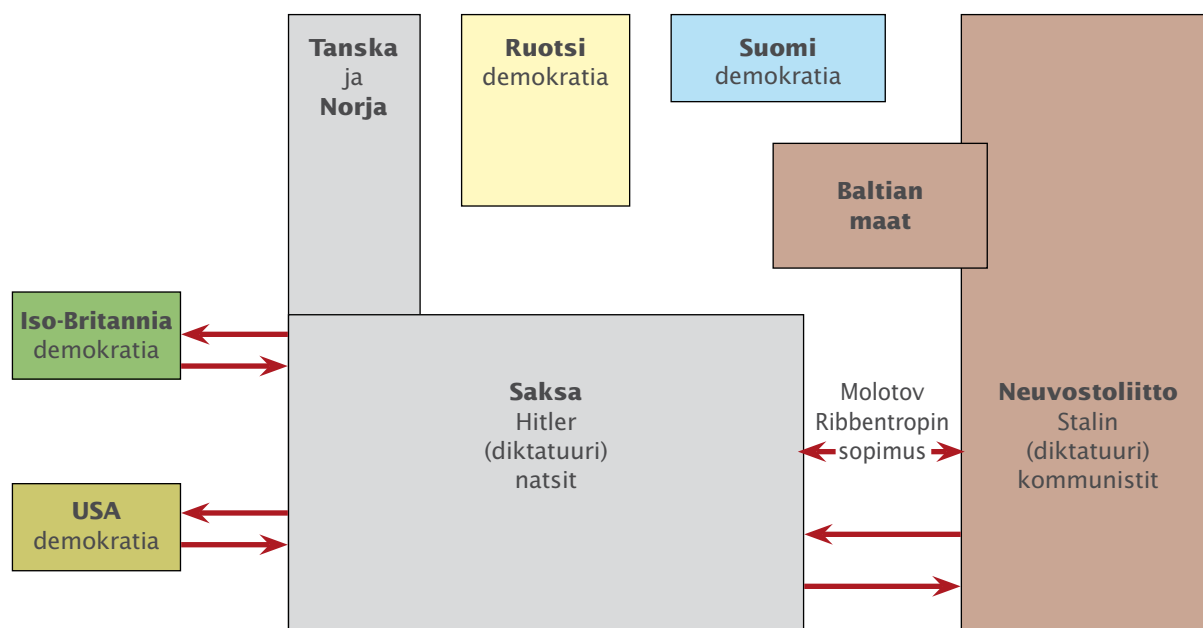 Tanska
ja
Norja
Ruotsi
demokratia
Suomi
demokratia
Baltian
maat
Iso-Britannia
demokratia
Saksa
Hitler
(diktatuuri)
natsit
Molotov
Ribbentropin
sopimus
Neuvostoliitto
Stalin
(diktatuuri)
kommunistit
USA
demokratia